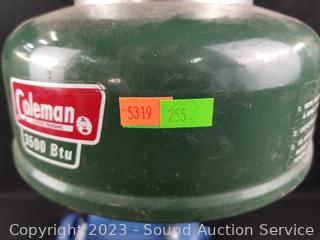 Coleman
3500 Btu
5319
255.
Copyright 2023 - Sound Auction Service